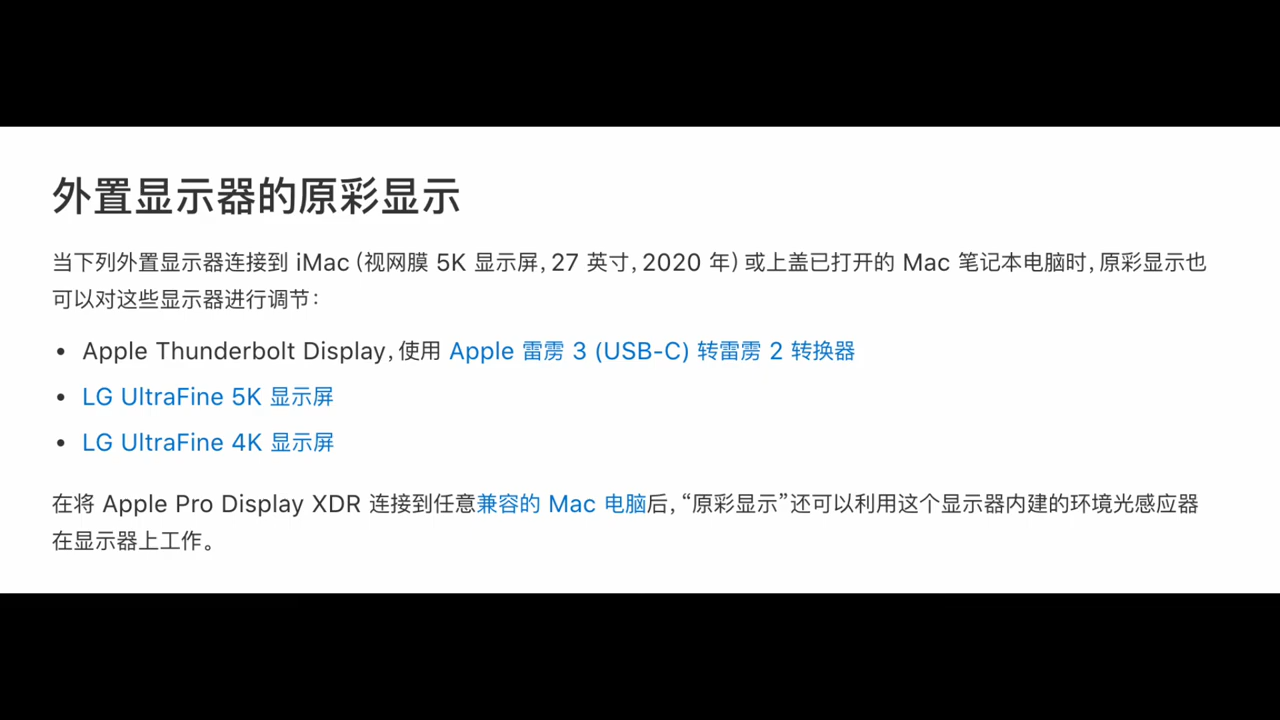 外置显示器的原彩显示
当下列外置显示器连接到 iMac（视网膜 5K 显示屏，27 英寸，2020 年）或上盖已打开的 Mac 笔记本电脑时，原彩显示也
可以对这些显示器进行调节：
• Apple Thunderbolt Display，使用 Apple 雷雳 3 (USB-C) 转雷雳 2 转换器
• LG UltraFine 5K 显示屏
• LG UltraFine 4K 显示屏
在将 Apple Pro Display XDR 连接到任意兼容的 Mac 电脑后，“原彩显示”还可以利用这个显示器内建的环境光感应器
在显示器上工作。